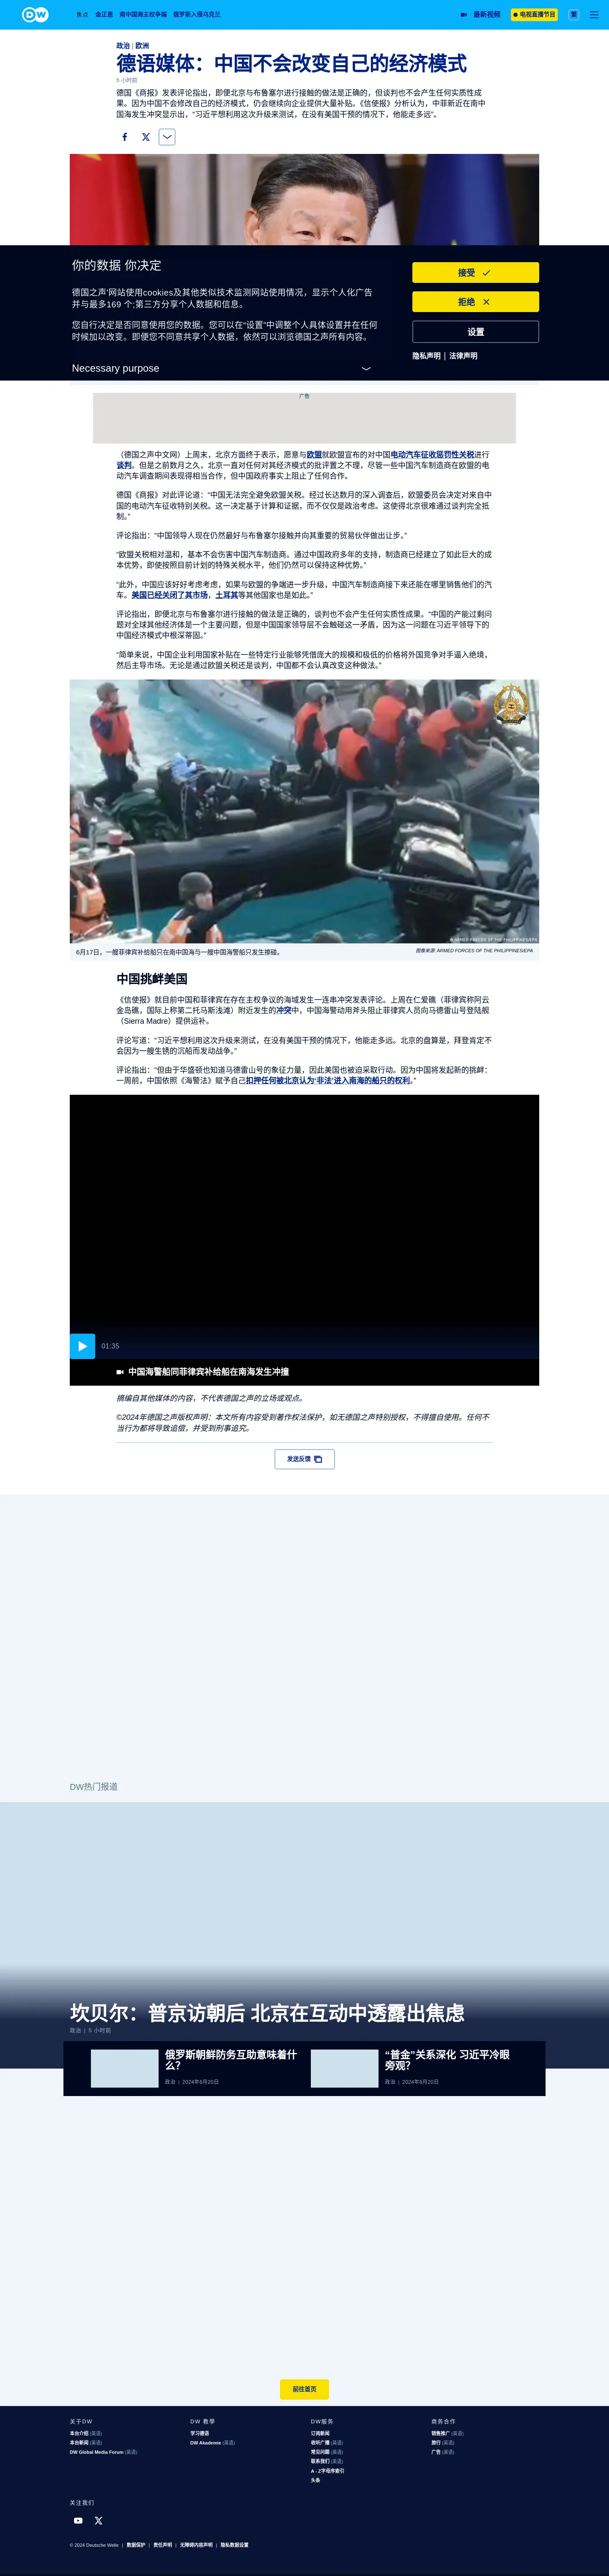 DW
焦点 金正恩 南中国海主权争端 俄罗斯入侵乌克兰
最新视频 电视直播节目 繁
政治 | 欧洲
德语媒体：中国不会改变自己的经济模式
5 小时前
德国《商报》发表评论指出，即便北京与布鲁塞尔进行接触的做法是正确的，但谈判也不会产生任何实质性成
果。因为中国不会修改自己的经济模式，仍会继续向企业提供大量补贴。《信使报》分析认为，中菲新近在南中
国海发生冲突显示出，“习近平想利用这次升级来测试，在没有美国干预的情况下，他能走多远”。
你的数据 你决定
德国之声'网站使用cookies及其他类似技术监测网站使用情况，显示个人化广告
并与最多169 个;第三方分享个人数据和信息。
您自行决定是否同意使用您的数据。您可以在“设置”中调整个人具体设置并在任何
时候加以改变。即便您不同意共享个人数据，依然可以浏览德国之声所有内容。
Necessary purpose
接受
拒绝
设置
隐私声明 | 法律声明
广告
（德国之声中文网）上周末，北京方面终于表示，愿意与欧盟就欧盟宣布的对中国电动汽车征收惩罚性关税进行
谈判。但是之前数月之久，北京一直对任何对其经济模式的批评置之不理，尽管一些中国汽车制造商在欧盟的电
动汽车调查期间表现得相当合作，但中国政府事实上阻止了任何合作。
德国《商报》对此评论道：“中国无法完全避免欧盟关税。经过长达数月的深入调查后，欧盟委员会决定对来自中
国的电动汽车征收特别关税。这一决定基于计算和证据，而不仅仅是政治考虑。这使得北京很难通过谈判完全抵
制。”
评论指出：“中国领导人现在仍然最好与布鲁塞尔接触并向其重要的贸易伙伴做出让步。”
“欧盟关税相对温和，基本不会伤害中国汽车制造商。通过中国政府多年的支持，制造商已经建立了如此巨大的成
本优势，即使按照目前计划的特殊关税水平，他们仍然可以保持这种优势。”
“此外，中国应该好好考虑考虑，如果与欧盟的争端进一步升级，中国汽车制造商接下来还能在哪里销售他们的汽
车。美国已经关闭了其市场，土耳其等其他国家也是如此。”
评论指出，即便北京与布鲁塞尔进行接触的做法是正确的，谈判也不会产生任何实质性成果。“中国的产能过剩问
题对全球其他经济体是一个主要问题，但是中国国家领导层不会触碰这一矛盾，因为这一问题在习近平领导下的
中国经济模式中根深蒂固。”
“简单来说，中国企业利用国家补贴在一些特定行业能够凭借庞大的规模和极低的价格将外国竞争对手逼入绝境，
然后主导市场。无论是通过欧盟关税还是谈判，中国都不会认真改变这种做法。”
6月17日，一艘菲律宾补给船只在南中国海与一艘中国海警船只发生擦碰。
图像来源: ARMED FORCES OF THE PHILIPPINES/EPA
中国挑衅美国
《信使报》就目前中国和菲律宾在存在主权争议的海域发生一连串冲突发表评论。上周在仁爱礁（菲律宾称阿云
金岛礁，国际上称第二托马斯浅滩）附近发生的冲突中，中国海警动用斧头阻止菲律宾人员向马德雷山号登陆舰
（Sierra Madre）提供运补。
评论写道：“习近平想利用这次升级来测试，在没有美国干预的情况下，他能走多远。北京的盘算是，拜登肯定不
会因为一艘生锈的沉船而发动战争。”
评论指出：“但由于华盛顿也知道马德雷山号的象征力量，因此美国也被迫采取行动。因为中国将发起新的挑衅：
一周前，中国依照《海警法》赋予自己扣押任何被北京认为‘非法’进入南海的船只的权利。”
01:35
中国海警船同菲律宾补给船在南海发生冲撞
摘编自其他媒体的内容，不代表德国之声的立场或观点。
©2024年德国之声版权声明：本文所有内容受到著作权法保护，如无德国之声特别授权，不得擅自使用。任何不
当行为都将导致追偿，并受到刑事追究。
发送反馈
DW热门报道
坎贝尔：普京访朝后 北京在互动中透露出焦虑
政治 | 5 小时前
俄罗斯朝鲜防务互助意味着什
么？
政治 | 2024年6月20日
“普金”关系深化 习近平冷眼
旁观？
政治 | 2024年6月20日
前往首页
关于DW
本台介绍 (英语)
本台新闻 (英语)
DW Global Media Forum (英语)
DW 教学
学习德语
DW Akademie (英语)
DW服务
订阅新闻
收听广播 (英语)
常见问题 (英语)
联系我们 (英语)
A - Z字母序索引
头条
商务合作
销售推广 (英语)
旅行 (英语)
广告 (英语)
关注我们
© 2024 Deutsche Welle | 数据保护 | 责任声明 | 无障碍内容声明 | 隐私数据设置